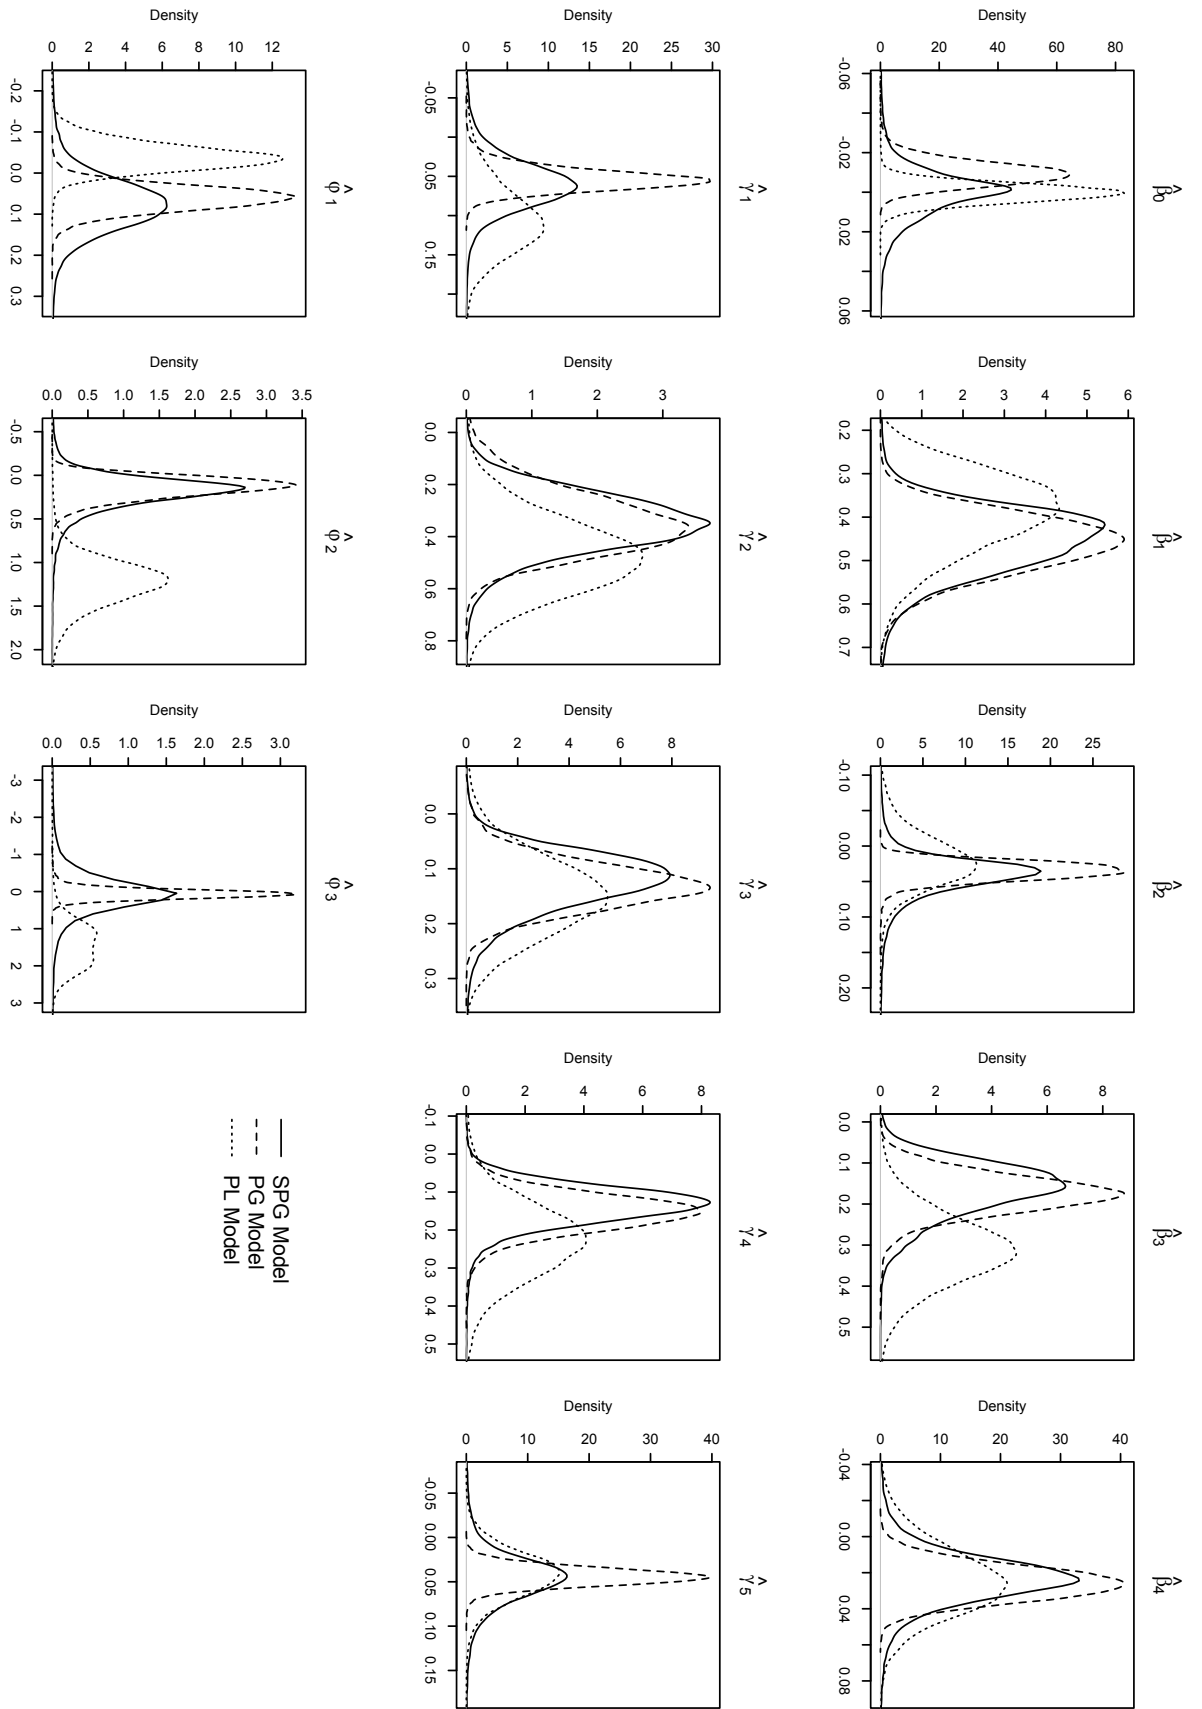 β̂0
Density
0 20 40 60 80
-0.06 -0.02 0.02 0.06
β̂1
Density
0 1 2 3 4 5 6
0.2 0.3 0.4 0.5 0.6 0.7
β̂2
Density
0 5 10 15 20 25
-0.10 0.00 0.10 0.20
β̂3
Density
0 2 4 6 8
0.0 0.1 0.2 0.3 0.4 0.5
β̂4
Density
0 10 20 30 40
-0.04 0.00 0.04 0.08
γ̂1
Density
0 5 10 15 20 25 30
-0.05 0.05 0.15
γ̂2
Density
0 1 2 3
0.0 0.2 0.4 0.6 0.8
γ̂3
Density
0 2 4 6 8
0.0 0.1 0.2 0.3
γ̂4
Density
0 2 4 6 8
-0.1 0.0 0.1 0.2 0.3 0.4 0.5
γ̂5
Density
0 10 20 30 40
-0.05 0.00 0.05 0.10 0.15
φ̂1
Density
0 2 4 6 8 10 12
-0.2 -0.1 0.0 0.1 0.2 0.3
φ̂2
Density
0.0 0.5 1.0 1.5 2.0 2.5 3.0 3.5
-0.5 0.0 0.5 1.0 1.5 2.0
φ̂3
Density
0.0 0.5 1.0 1.5 2.0 2.5 3.0
-3 -2 -1 0 1 2 3
SPG Model
PG Model
PL Model